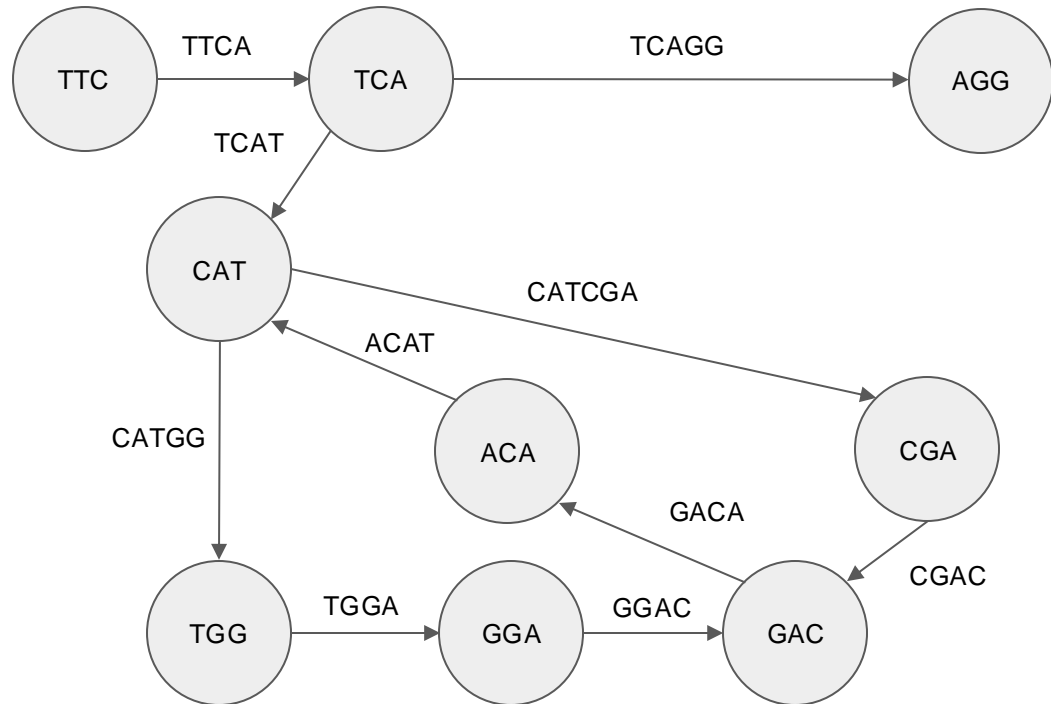 TTCA
TCAGG
TTC
TCA
AGG
TCAT
CAT
CATCGA
ACAT
CATGG
ACA
CGA
GACA
CGAC
TGGA
GGAC
TGG
GGA
GAC